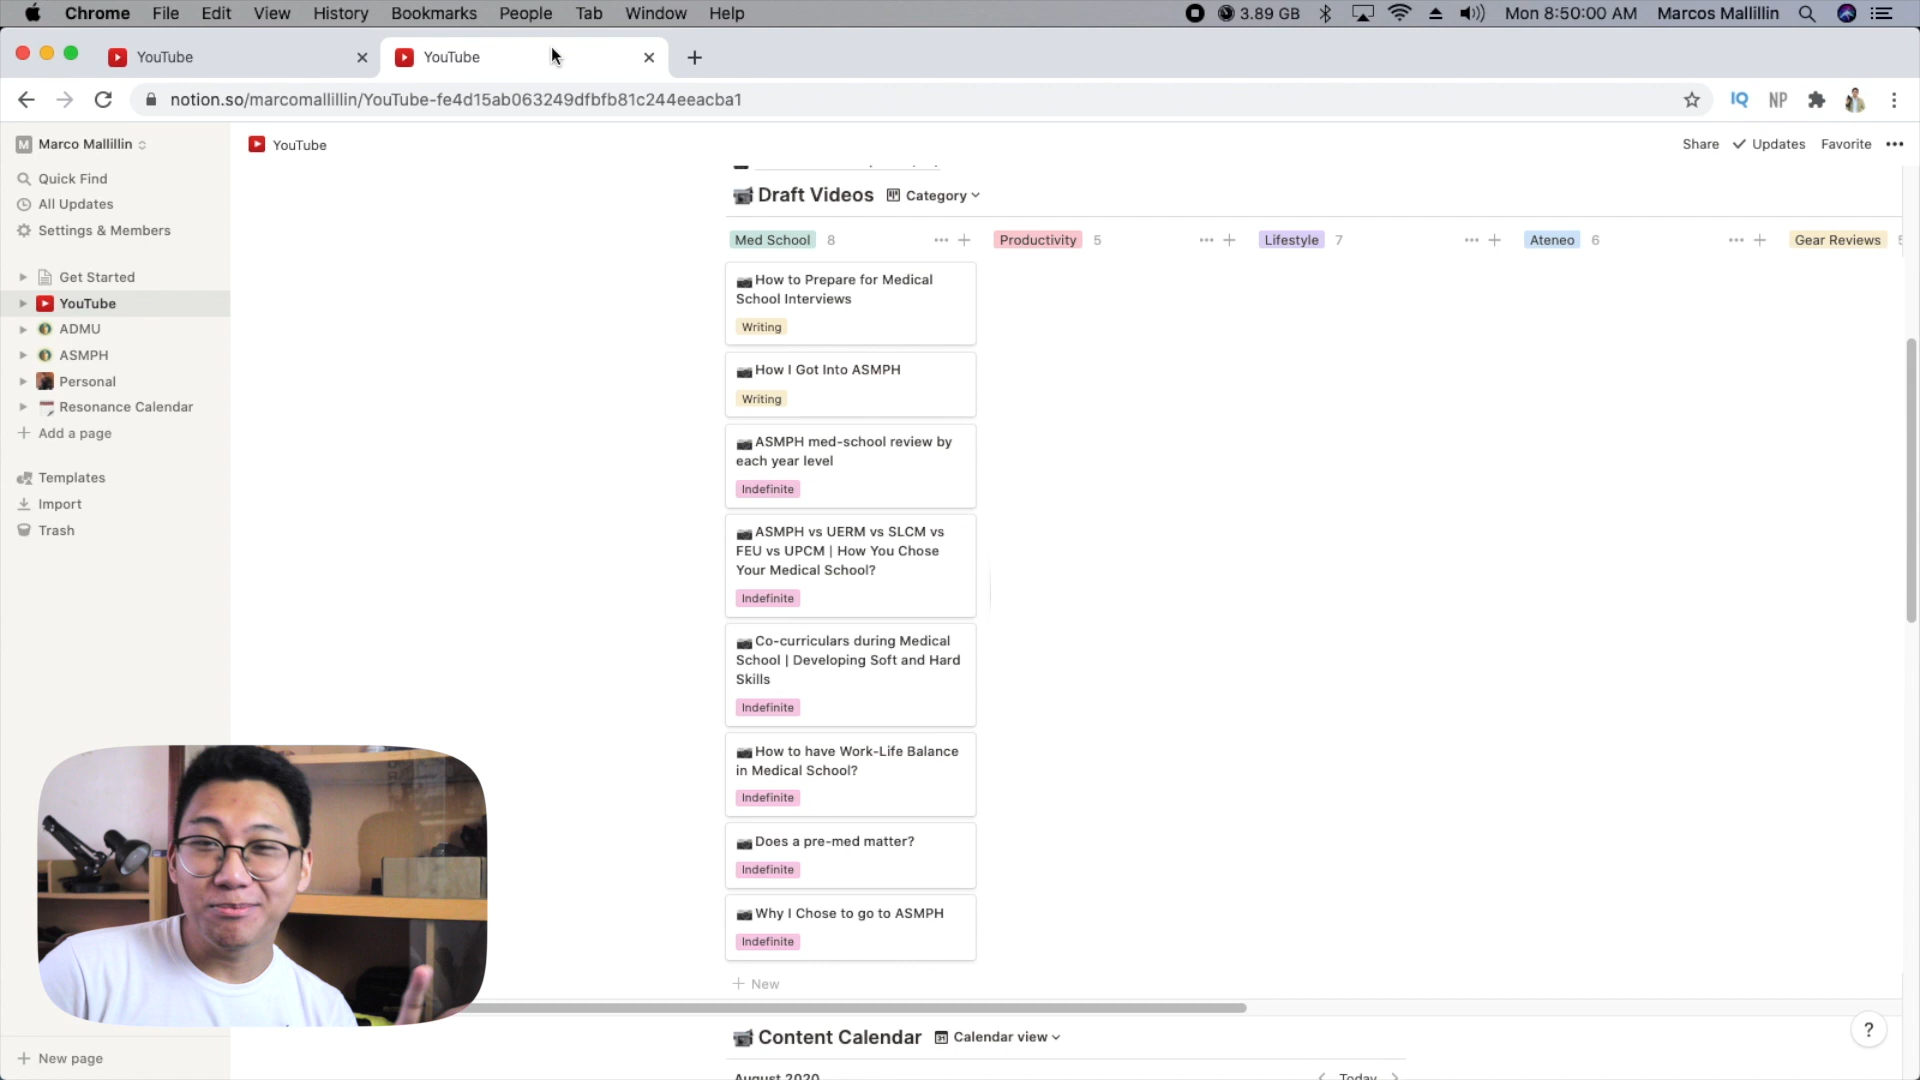 Chrome File Edit View History Bookmarks People Tab Window Help 3.89 GB Mon 8:50:00 AM Marcos Mallillin
YouTube YouTube
notion.so/marcomallillin/YouTube-fe4d15ab063249dfbfb81c244eeacba1 IQ NP
M Marco Mallillin
YouTube
Share Updates Favorite
Quick Find
All Updates
Settings & Members
Get Started
YouTube
ADMU
ASMPH
Personal
Resonance Calendar
Add a page
Templates
Import
Trash
New page
Draft Videos Category
Med School 8 Productivity 5 Lifestyle 7 Ateneo 6 Gear Reviews
How to Prepare for Medical
School Interviews
Writing
How I Got Into ASMPH
Writing
ASMPH med-school review by
each year level
Indefinite
ASMPH vs UERM vs SLCM vs
FEU vs UPCM | How You Chose
Your Medical School?
Indefinite
Co-curriculars during Medical
School | Developing Soft and Hard
Skills
Indefinite
How to have Work-Life Balance
in Medical School?
Indefinite
Does a pre-med matter?
Indefinite
Why I Chose to go to ASMPH
Indefinite
+ New
Content Calendar Calendar view
August 2020 Today
?